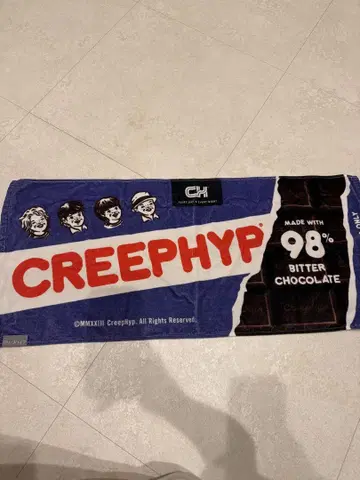 CH
CREEPHYP
MADE WITH
98%
BITTER
CHOCOLATE
©MMXXIII CreepHyp. All Rights Reserved.